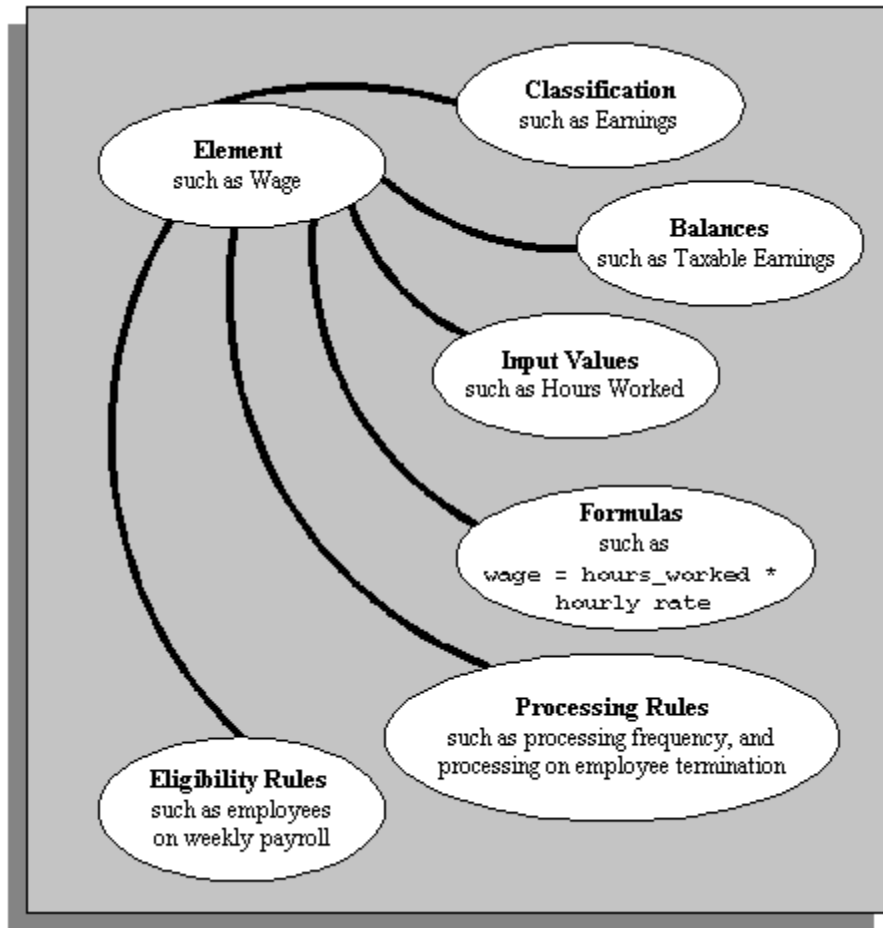 Classification
such as Earnings
Element
such as Wage
Balances
such as Taxable Earnings
Input Values
such as Hours Worked
Formulas
such as
wage = hours_worked *
hourly rate
Processing Rules
such as processing frequency, and
processing on employee termination
Eligibility Rules
such as employees
on weekly payroll